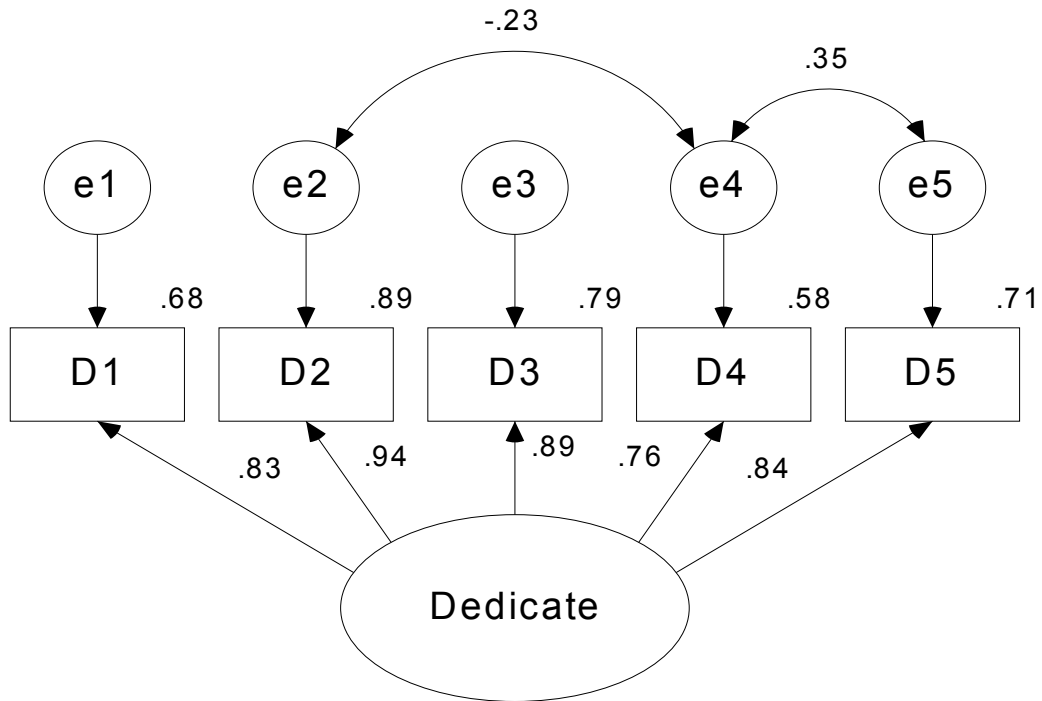 -.23
.35
e1 e2 e3 e4 e5
.68 .89 .79 .58 .71
D1 D2 D3 D4 D5
.83 .94 .89 .76 .84
Dedicate